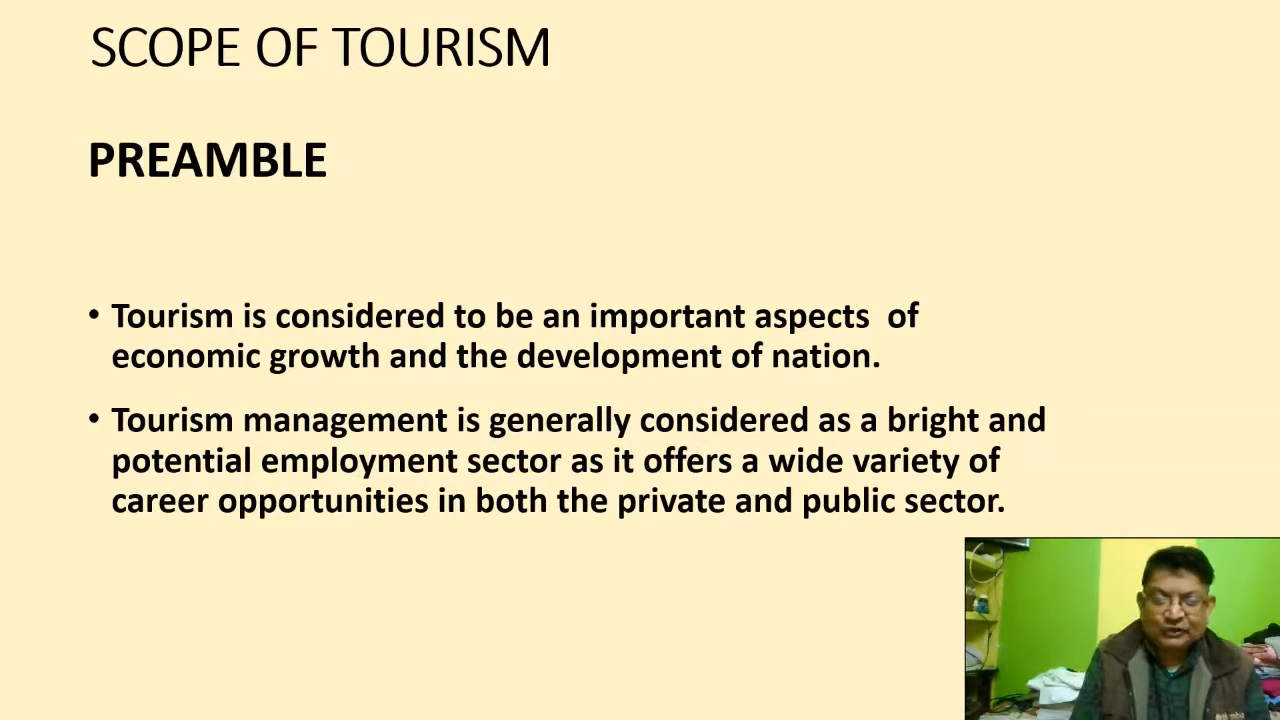 SCOPE OF TOURISM
PREAMBLE
• Tourism is considered to be an important aspects of
economic growth and the development of nation.
• Tourism management is generally considered as a bright and
potential employment sector as it offers a wide variety of
career opportunities in both the private and public sector.